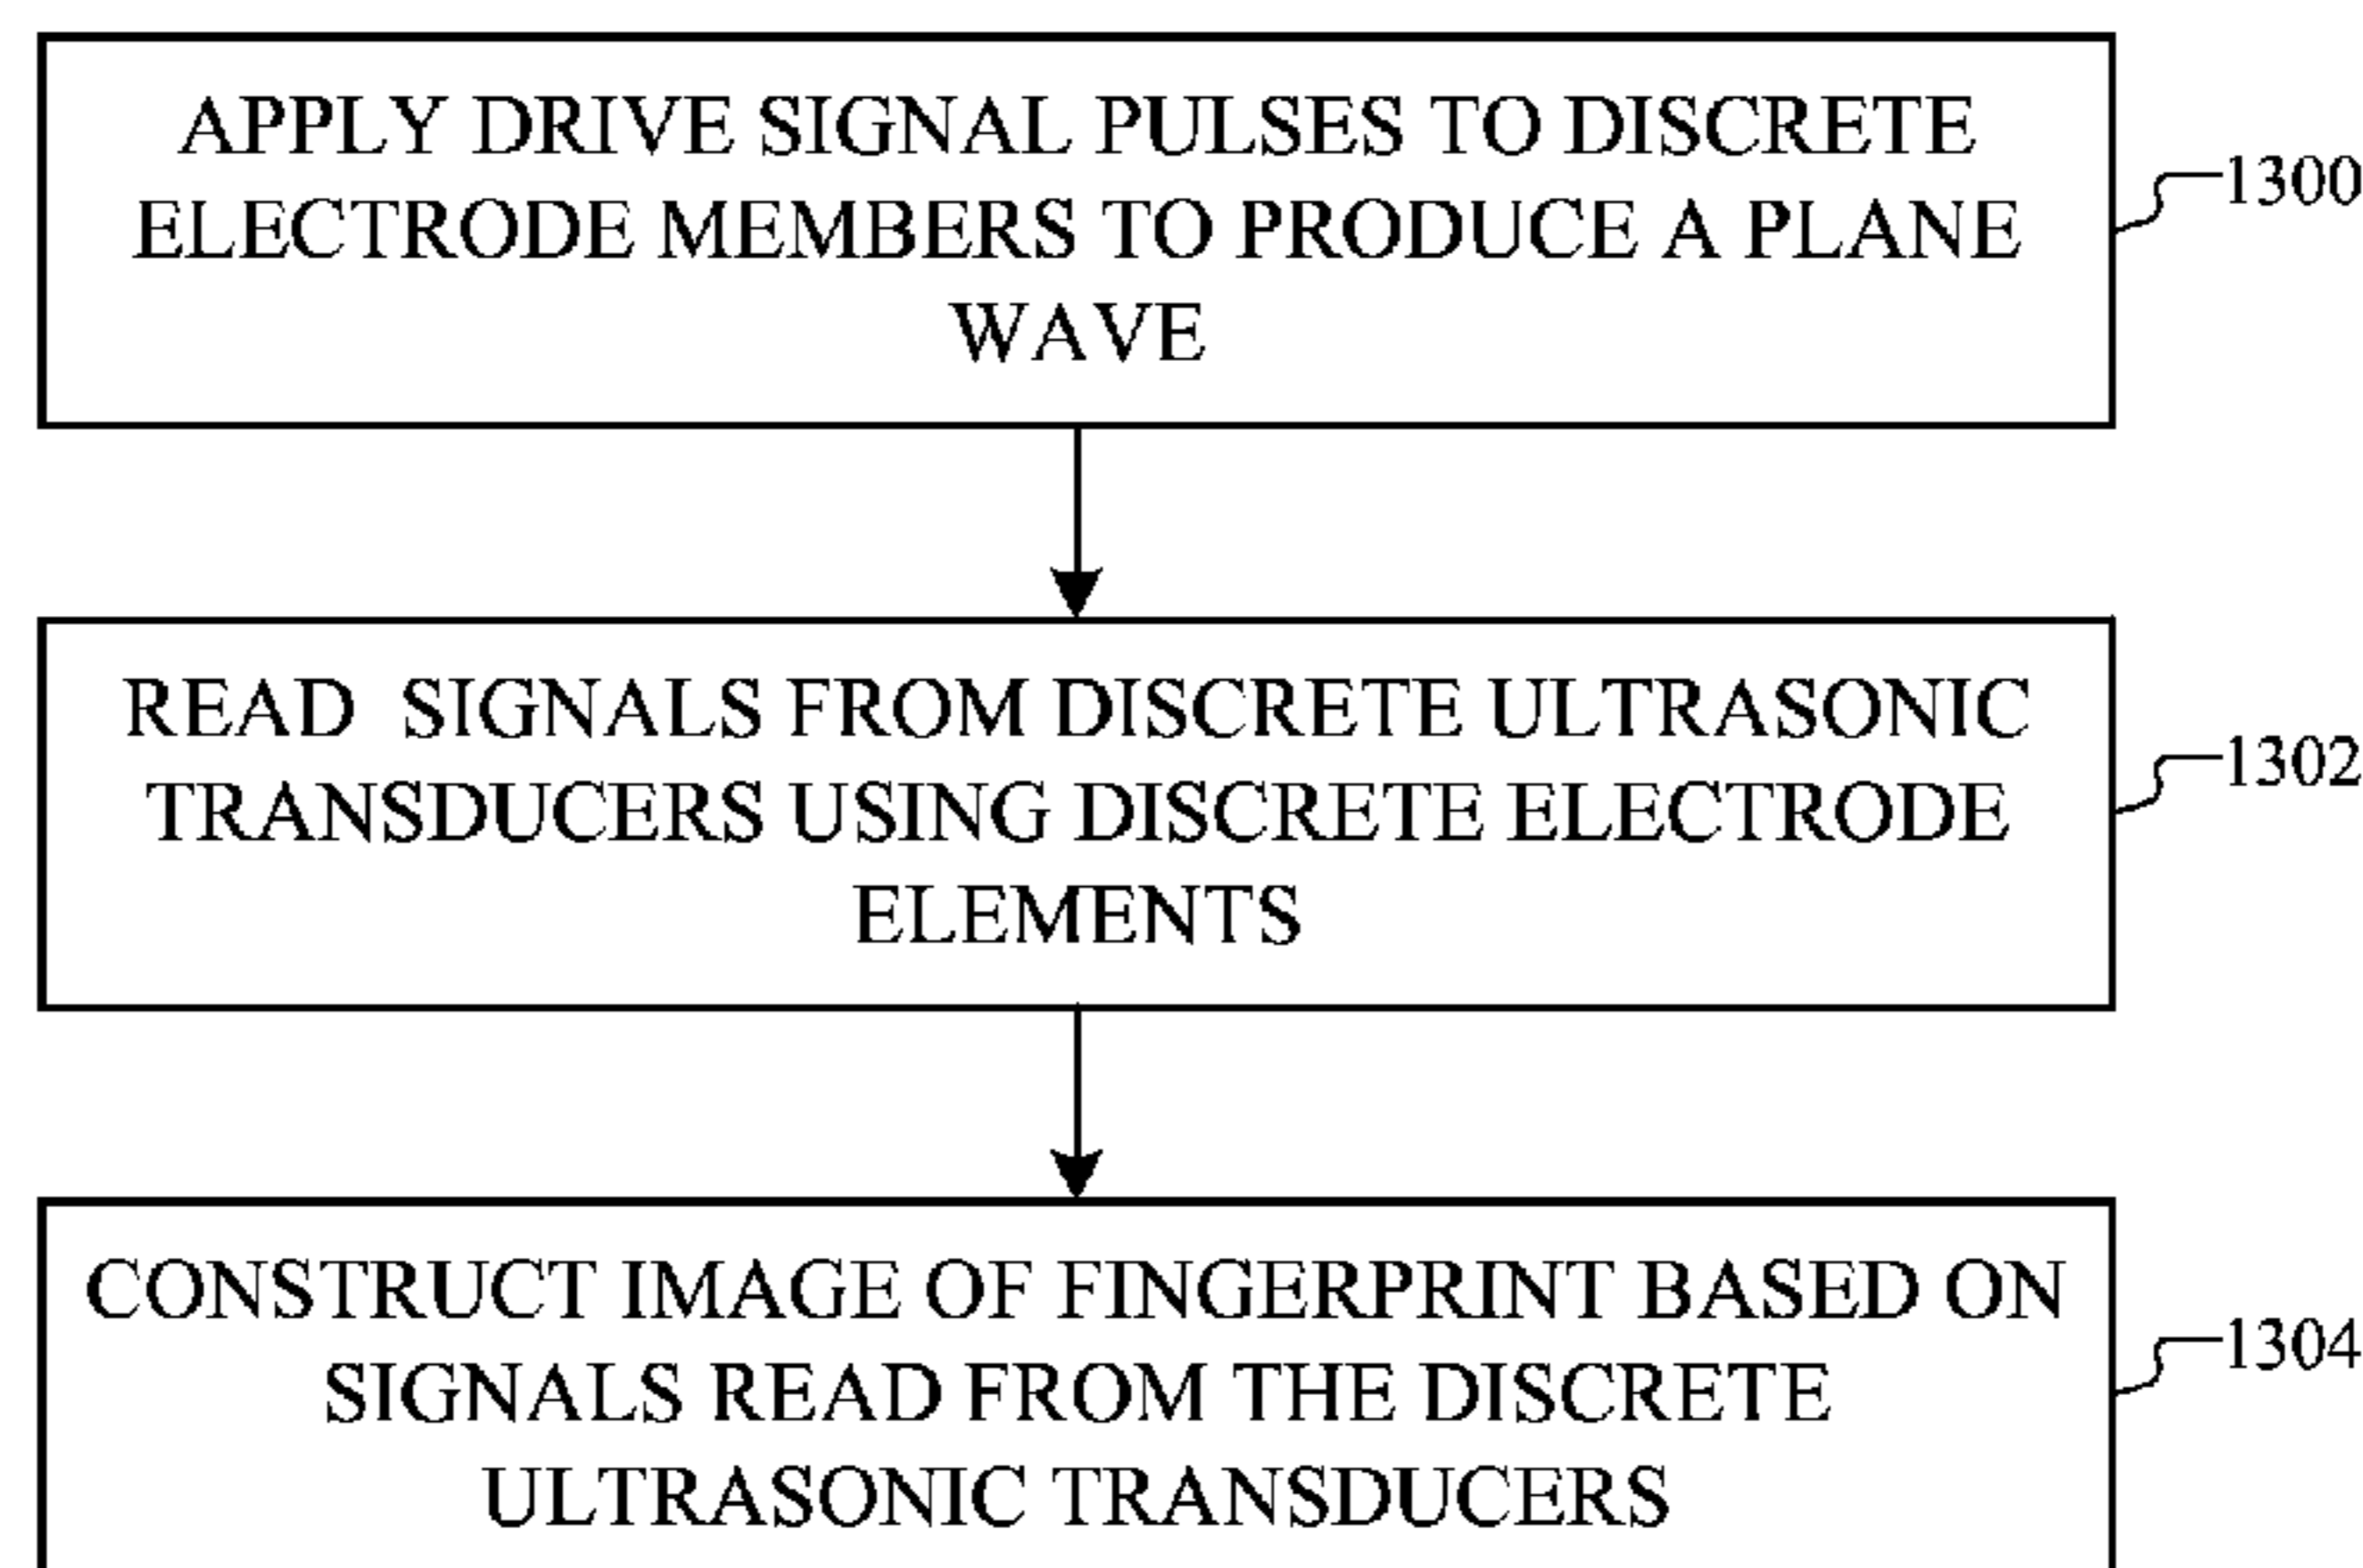 APPLY DRIVE SIGNAL PULSES TO DISCRETE
ELECTRODE MEMBERS TO PRODUCE A PLANE
WAVE
1300
READ SIGNALS FROM DISCRETE ULTRASONIC
TRANSDUCERS USING DISCRETE ELECTRODE
ELEMENTS
1302
CONSTRUCT IMAGE OF FINGERPRINT BASED ON
SIGNALS READ FROM THE DISCRETE
ULTRASONIC TRANSDUCERS
1304